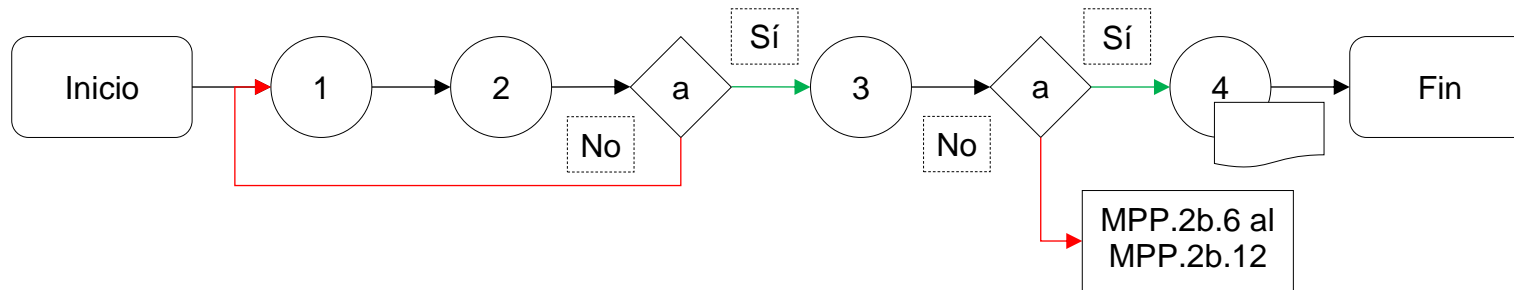 Sí
Sí
Inicio
1
2
a
3
a
4
Fin
No
No
MPP.2b.6 al
MPP.2b.12